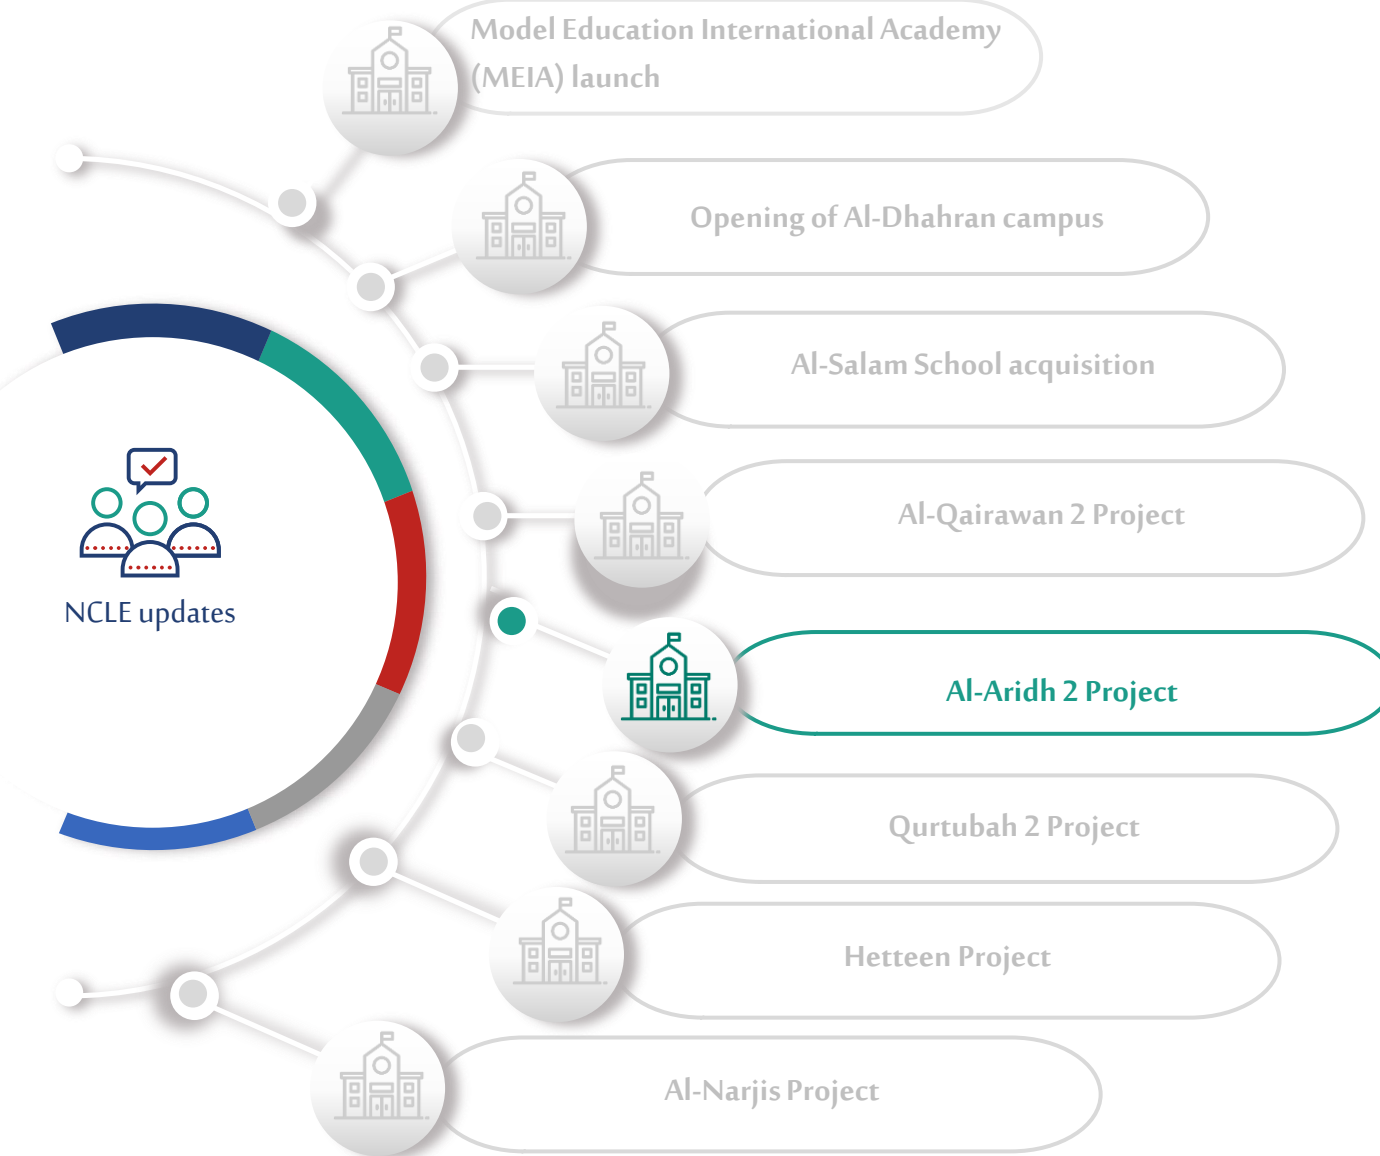 Model Education International Academy
(MEIA) launch
Opening of Al-Dhahran campus
Al-Salam School acquisition
Al-Qairawan 2 Project
NCLE updates
Al-Aridh 2 Project
Qurtubah 2 Project
Hetteen Project
Al-Narjis Project